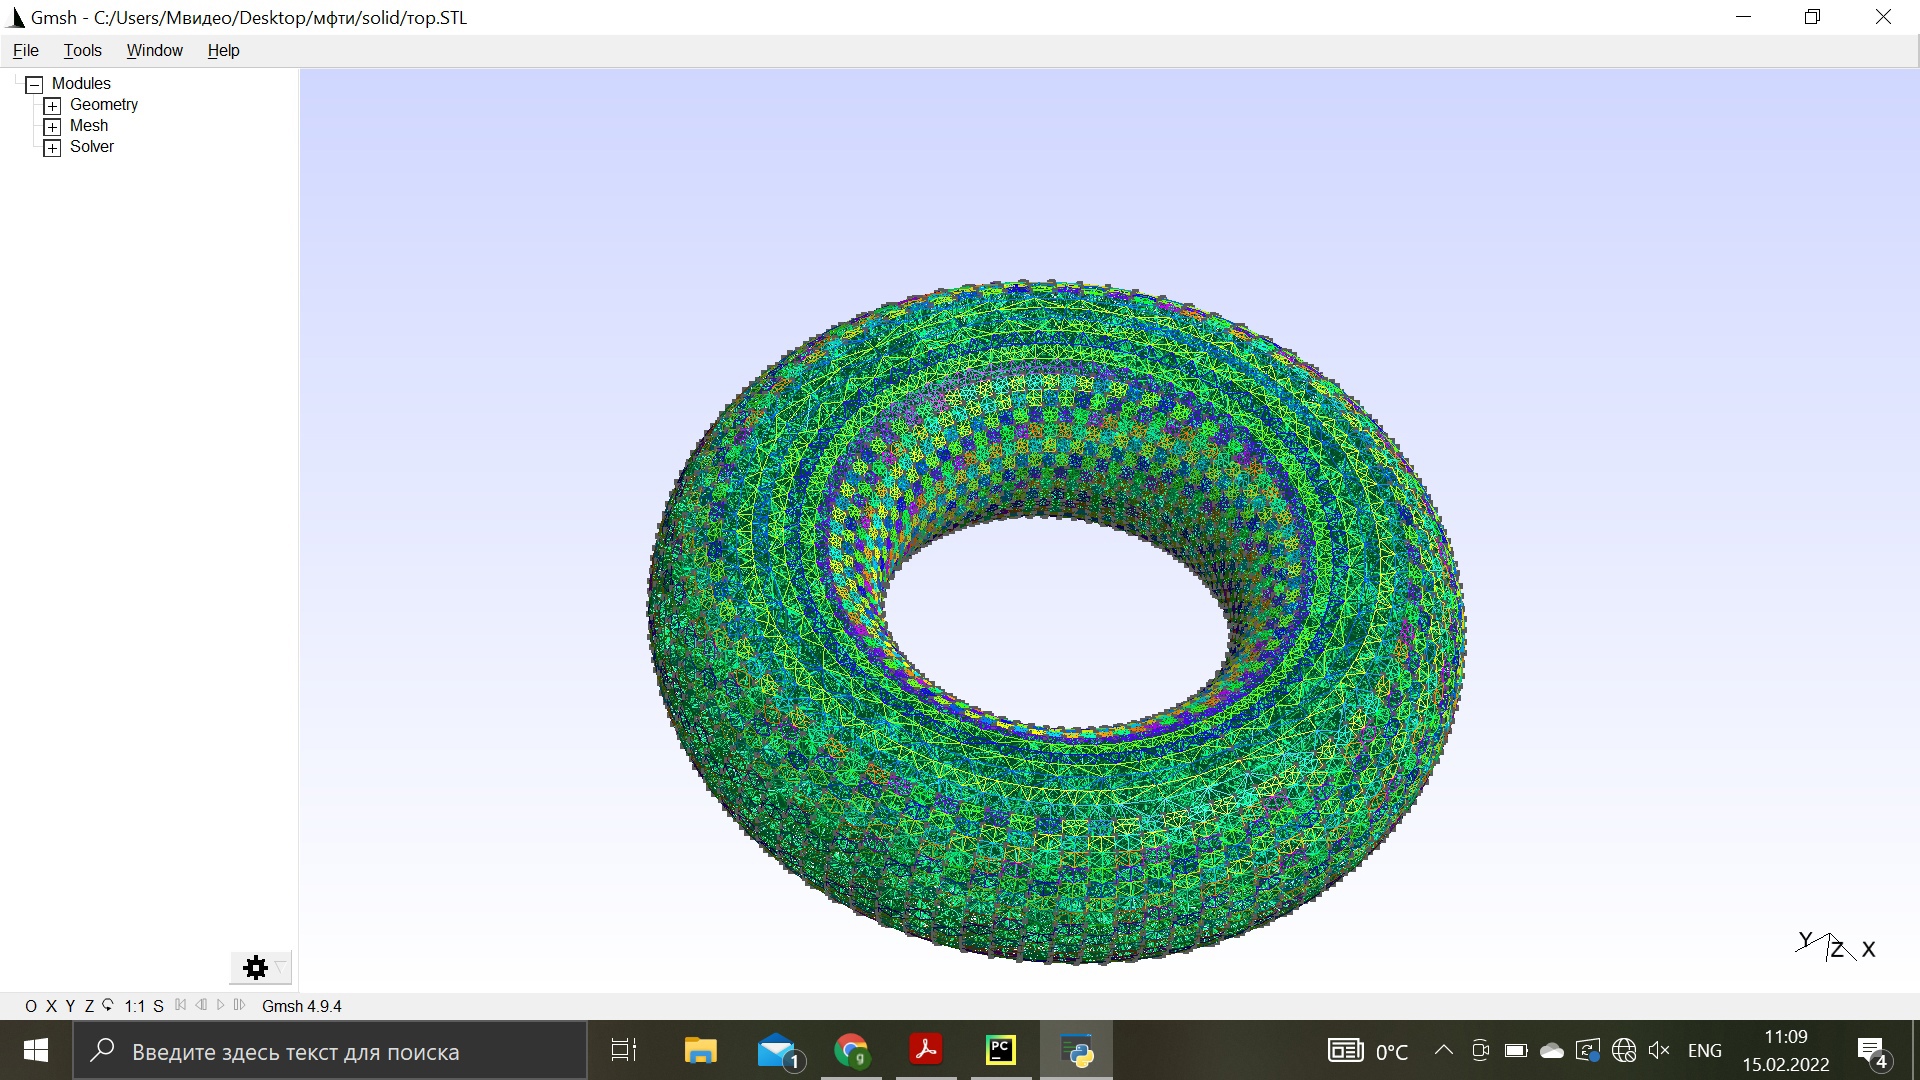 Gmsh - C:/Users/Мвидео/Desktop/мфти/solid/тор.STL
File Tools Window Help
Modules
Geometry
Mesh
Solver
Y Z X
O X Y Z 1:1 S Gmsh 4.9.4
Введите здесь текст для поиска
1
g
PC
0°C
ENG
11:09
15.02.2022
4